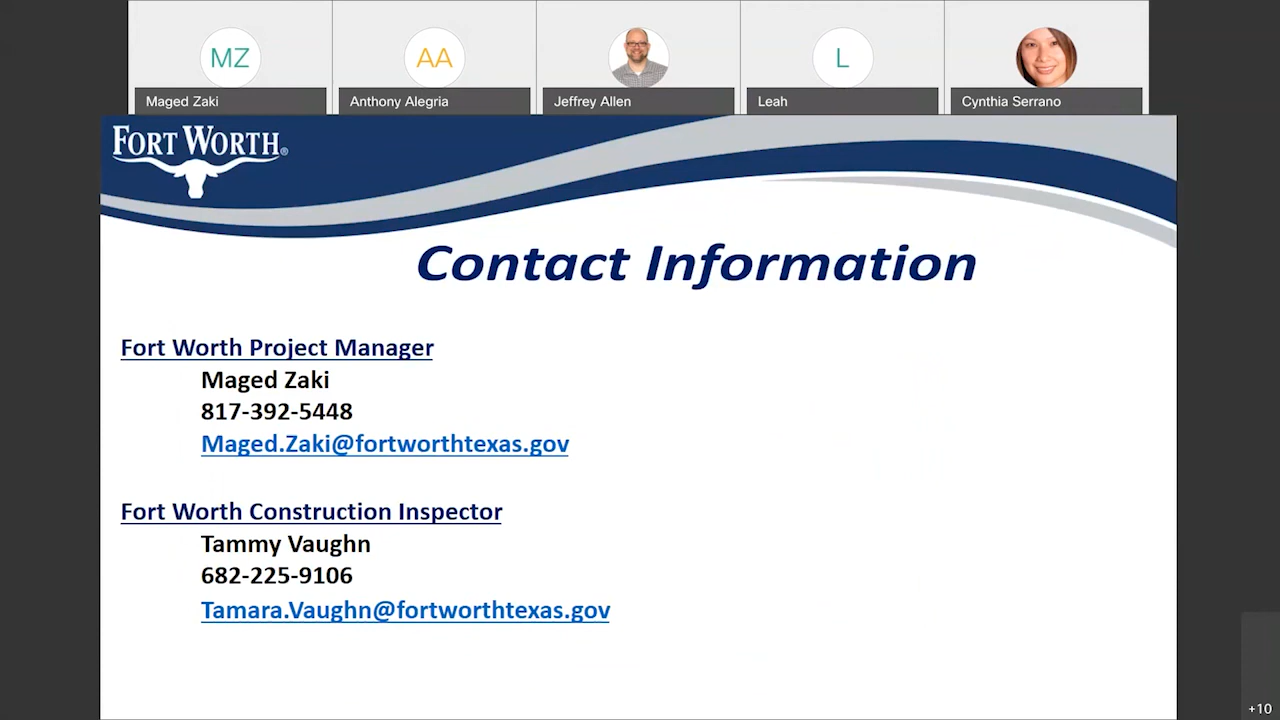 MZ
AA
L
Maged Zaki
Anthony Alegria
Jeffrey Allen
Leah
Cynthia Serrano
FORT WORTH®
Contact Information
Fort Worth Project Manager
Maged Zaki
817-392-5448
Maged.Zaki@fortworthtexas.gov
Fort Worth Construction Inspector
Tammy Vaughn
682-225-9106
Tamara.Vaughn@fortworthtexas.gov
+10